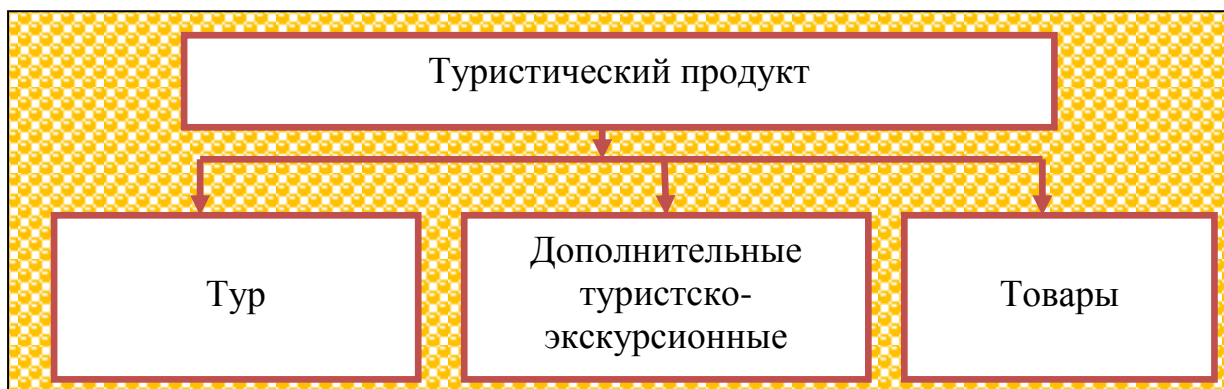 Туристический продукт
Тур
Дополнительные
туристско-
экскурсионные
Товары